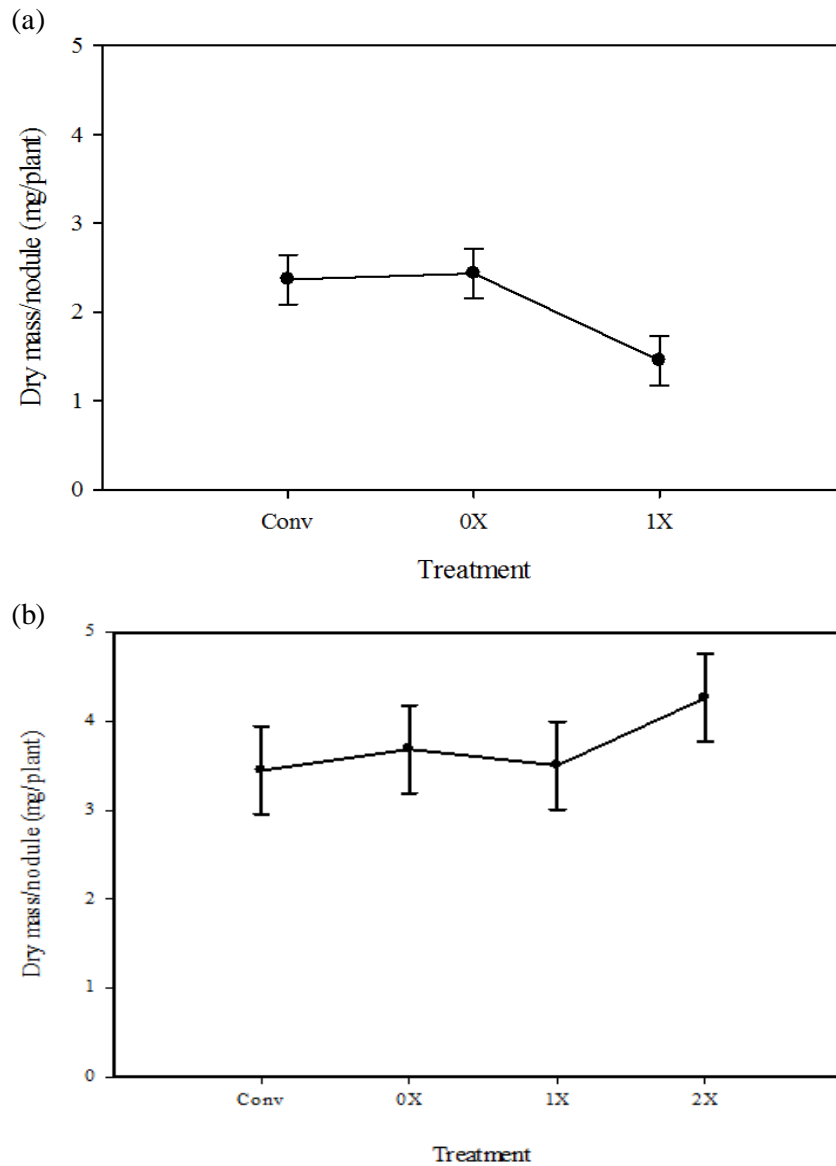 (a)
5
4
3
2
1
0
Dry mass/nodule (mg/plant)
Conv 0X 1X
Treatment
(b)
5
4
3
2
1
0
Dry mass/nodule (mg/plant)
Conv 0X 1X 2X
Treatment